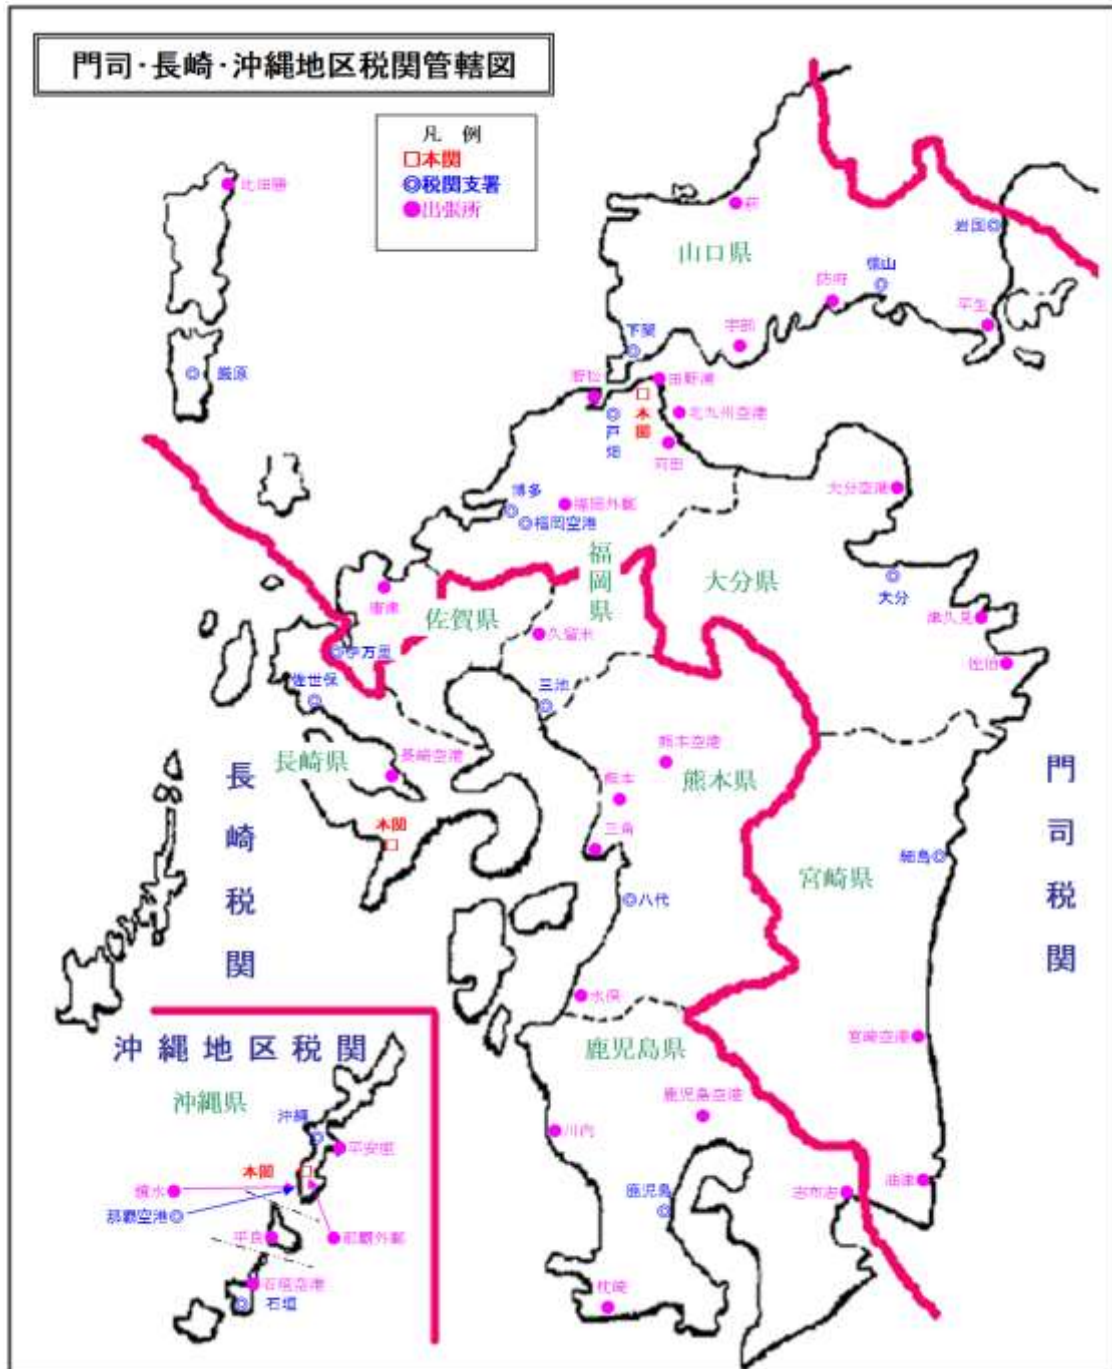 門司・長崎・沖縄地区税関管轄図
凡 例
□本関
◎税関支署
●出張所
比田勝
厳原
萩
山口県
岩国
徳山
防府
平生
宇部
下関
若松
田野浦
本関
戸畑
北九州空港
苅田
大分空港
博多
福岡外郵
福岡空港
福岡県
大分県
大分
唐津
佐賀県
久留米
津久見
佐伯
伊万里
佐世保
三池
長崎県
長崎空港
熊本空港
熊本
熊本県
三角
本関
長崎税関
門司税関
細島
宮崎県
八代
水俣
宮崎空港
鹿児島県
鹿児島空港
川内
鹿児島
志布志
油津
枕崎
沖縄地区税関
沖縄県
沖縄
平安座
本関
鏡水
那覇空港
平良
那覇外郵
石垣空港
石垣